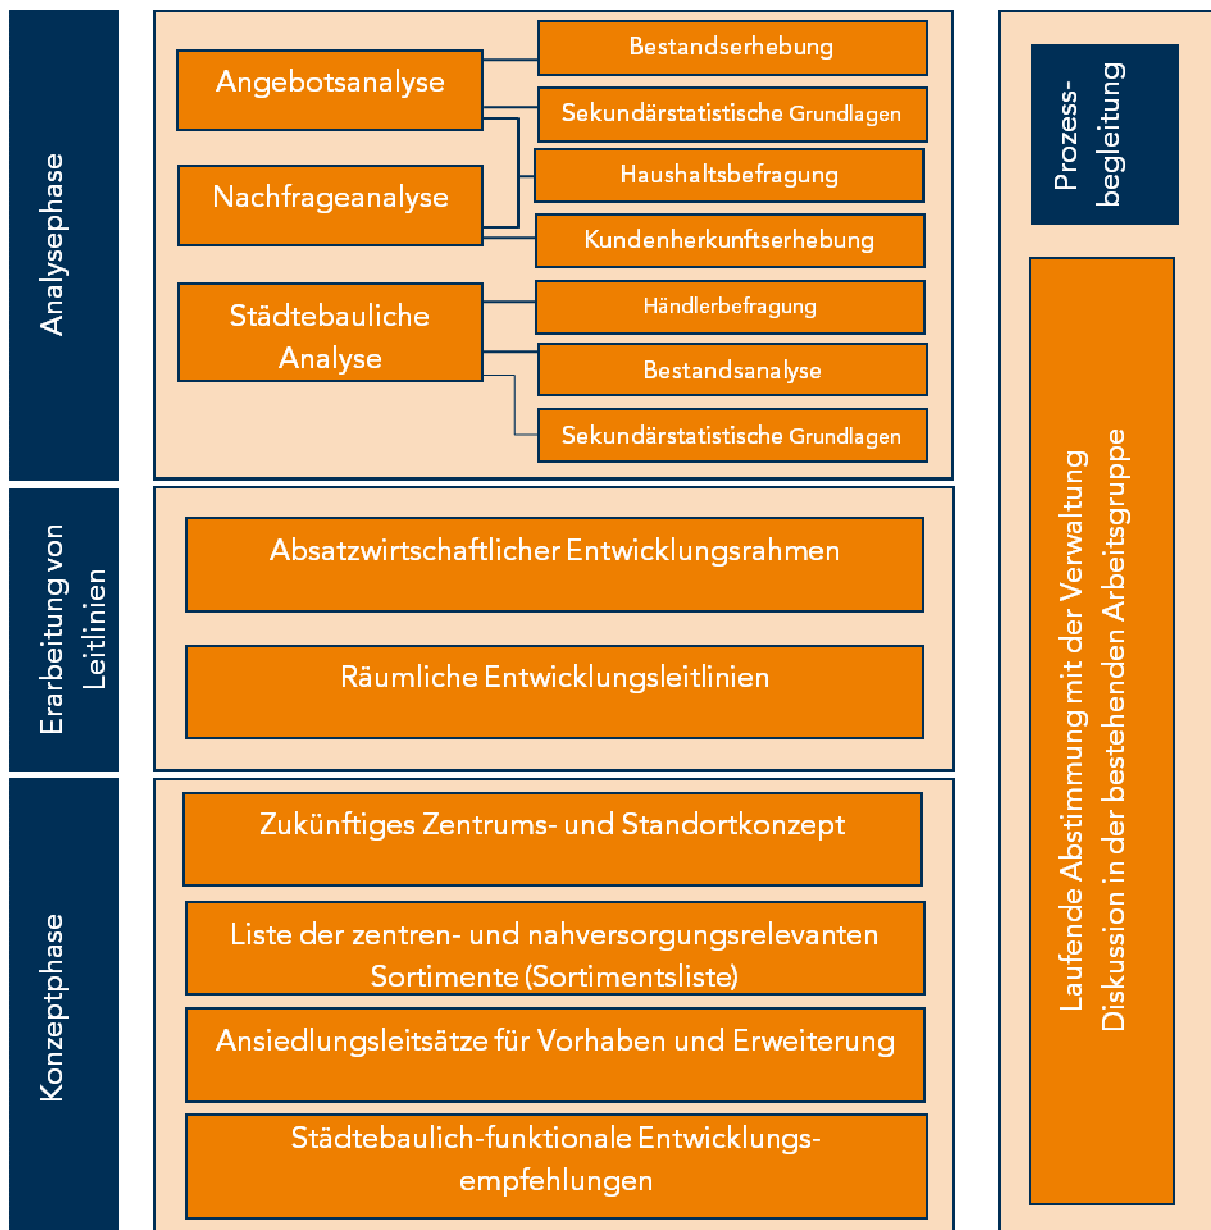 Analysephase
Angebotsanalyse
Nachfrageanalyse
Städtebauliche
Analyse
Bestandserhebung
Sekundärstatistische Grundlagen
Haushaltsbefragung
Kundenherkunftserhebung
Händlerbefragung
Bestandsanalyse
Sekundärstatistische Grundlagen
Erarbeitung von
Leitlinien
Absatzwirtschaftlicher Entwicklungsrahmen
Räumliche Entwicklungsleitlinien
Konzeptphase
Zukünftiges Zentrums- und Standortkonzept
Liste der zentren- und nahversorgungsrelevanten
Sortimente (Sortimentsliste)
Ansiedlungsleitsätze für Vorhaben und Erweiterung
Städtebaulich-funktionale Entwicklungs-
empfehlungen
Prozess-
begleitung
Laufende Abstimmung mit der Verwaltung
Diskussion in der bestehenden Arbeitsgruppe